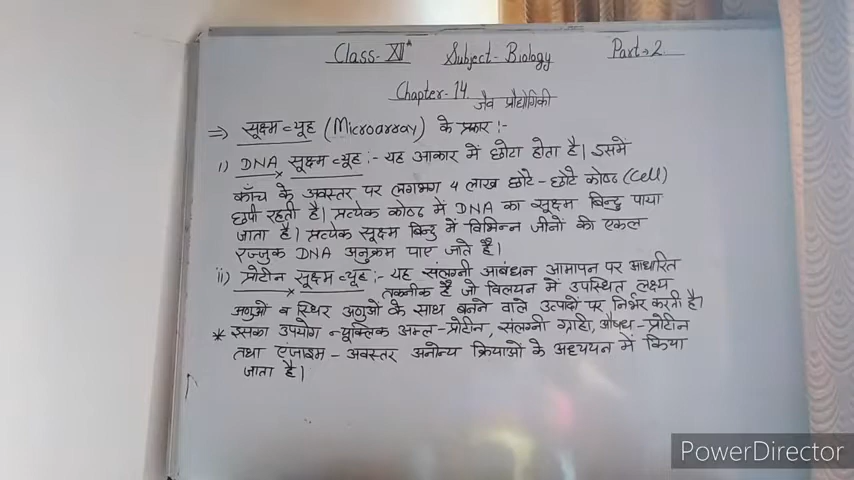 Class- XIIth Subject- Biology Part→2
Chapter-14
जैव प्रौद्योगिकी
⇒ सूक्ष्म व्यूह (Microarray) के प्रकार :-
i) DNA सूक्ष्म व्यूह :- यह आकार में छोटा होता है। इसमें
काँच के अवस्तर पर लगभग 4 लाख छोटे-छोटे कोष्ठ (Cell)
छपी रहती है। प्रत्येक कोष्ठ में DNA का सूक्ष्म बिन्दु पाया
जाता है। प्रत्येक सूक्ष्म बिन्दु में विभिन्न जीनों की एकल
रज्जुक DNA अनुक्रम पाए जाते है।
ii) प्रोटीन सूक्ष्म व्यूह :- यह संलग्नी आबंधन आमापन पर आधारित
तकनीक है जो विलयन में उपस्थित लक्ष्य
अणुओं व स्थिर अणुओं के साथ बनने वाले उत्पादों पर निर्भर करती है।
* इसका उपयोग न्यूक्लिक अम्ल-प्रोटीन, संलग्नी ग्राही, औषध-प्रोटीन
तथा एंजाइम - अवस्तर अनोन्य क्रियाओं के अध्ययन में किया
जाता है।
PowerDirector